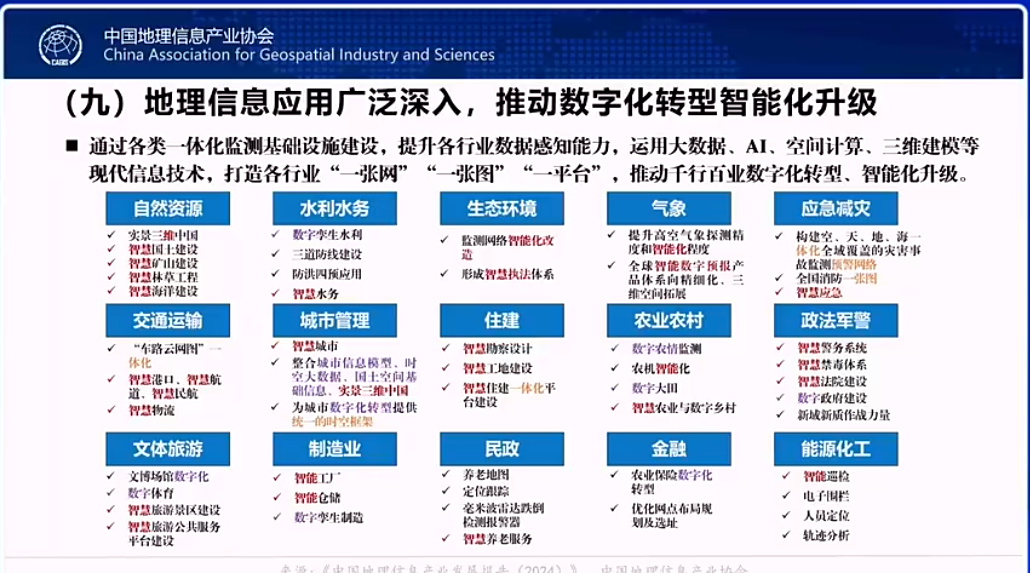 中国地理信息产业协会
China Association for Geospatial Industry and Sciences
CAGIS
（九）地理信息应用广泛深入，推动数字化转型智能化升级
■ 通过各类一体化监测基础设施建设，提升各行业数据感知能力，运用大数据、AI、空间计算、三维建模等
现代信息技术，打造各行业“一张网”“一张图”“一平台”，推动千行百业数字化转型、智能化升级。
自然资源
✓ 实景三维中国
✓ 智慧国土建设
✓ 智慧矿山建设
✓ 智慧林草工程
✓ 智慧海洋建设
水利水务
✓ 数字孪生水利
✓ 三道防线建设
✓ 防洪四预应用
✓ 智慧水务
生态环境
✓ 监测网络智能化改
造
✓ 形成智慧执法体系
气象
✓ 提升高空气象探测精
度和智能化程度
✓ 全球智能数字预报产
品体系向精细化、三
维空间拓展
应急减灾
✓ 构建空、天、地、海一
体化全域覆盖的灾害事
故监测预警网络
✓ 全国消防一张图
✓ 智慧应急
交通运输
✓ “车路云网图”一
体化
✓ 智慧港口、智慧航
道、智慧民航
✓ 智慧物流
城市管理
✓ 智慧城市
✓ 整合城市信息模型、时
空大数据、国土空间基
础信息、实景三维中国
✓ 为城市数字化转型提供
统一的时空框架
住建
✓ 智慧勘察设计
✓ 智慧工地建设
✓ 智慧住建一体化平
台建设
农业农村
✓ 数字农情监测
✓ 农机智能化
✓ 数字大田
✓ 智慧农业与数字乡村
政法军警
✓ 智慧警务系统
✓ 智慧禁毒体系
✓ 智慧法院建设
✓ 数字政府建设
✓ 新域新质作战力量
文体旅游
✓ 文博场馆数字化
✓ 数字体育
✓ 智慧旅游景区建设
✓ 智慧旅游公共服务
平台建设
制造业
✓ 智能工厂
✓ 智能仓储
✓ 数字孪生制造
民政
✓ 养老地图
✓ 定位跟踪
✓ 毫米波雷达跌倒
检测报警器
✓ 智慧养老服务
金融
✓ 农业保险数字化
转型
✓ 优化网点布局规
划及选址
能源化工
✓ 智能巡检
✓ 电子围栏
✓ 人员定位
✓ 轨迹分析
来源：《中国地理信息产业发展报告（2024）》，中国地理信息产业协会